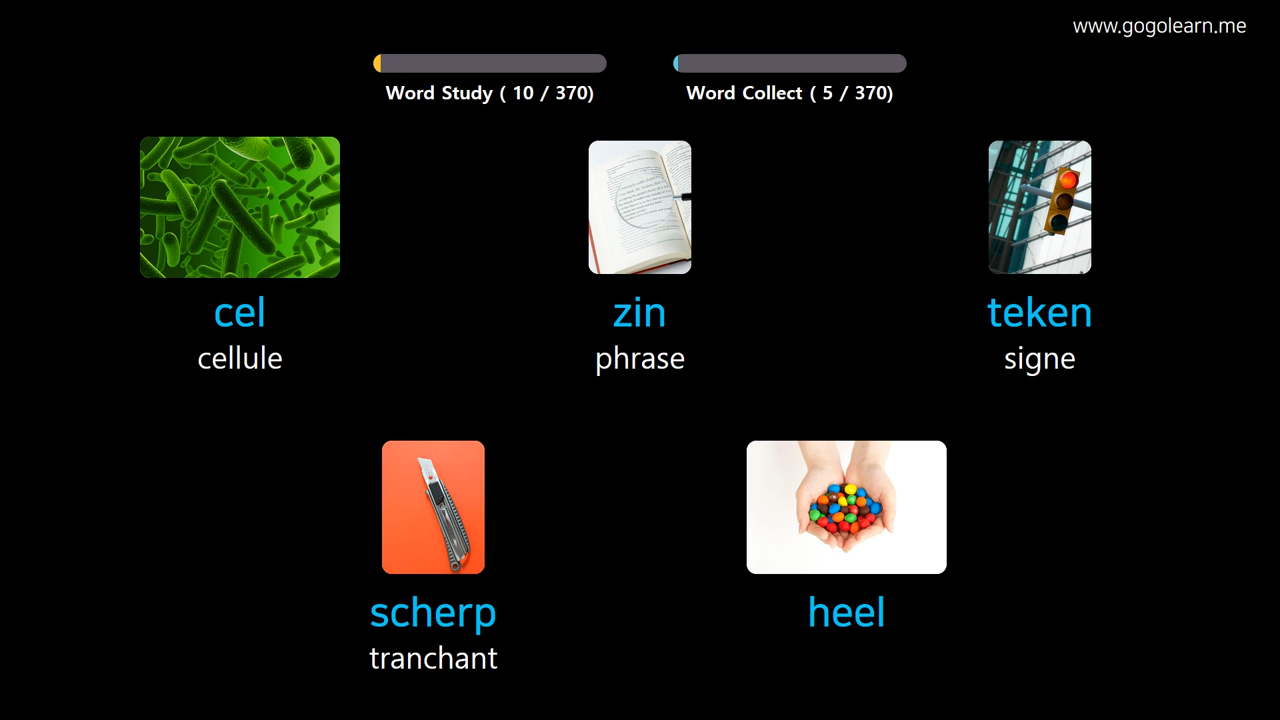 www.gogolearn.me
Word Study ( 10 / 370)
Word Collect ( 5 / 370)
cel
cellule
zin
phrase
teken
signe
scherp
tranchant
heel